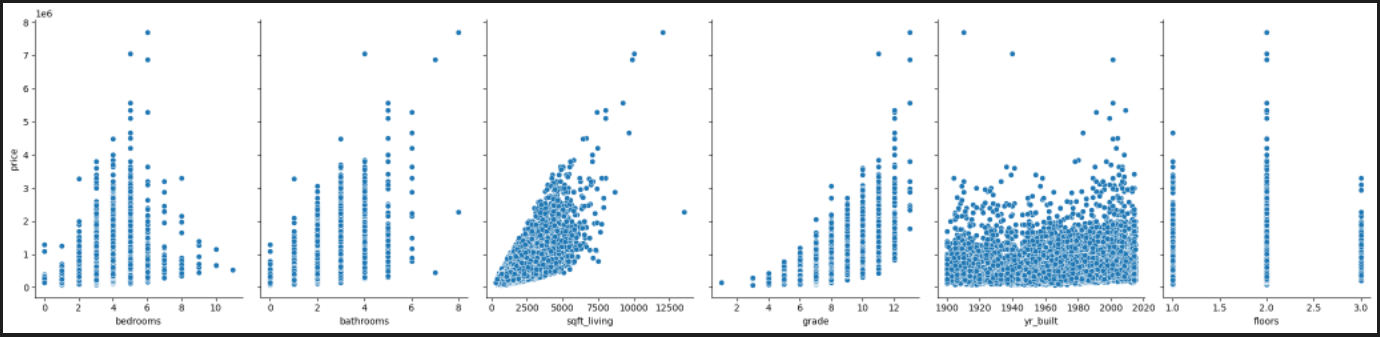 1e6
8
7
6
5
4
3
2
1
0
price
0 2 4 6 8 10
bedrooms
0 2 4 6 8
bathrooms
0 2500 5000 7500 10000 12500
sqft_living
2 4 6 8 10 12
grade
1900 1920 1940 1960 1980 2000 2020
yr_built
1.0 1.5 2.0 2.5 3.0
floors